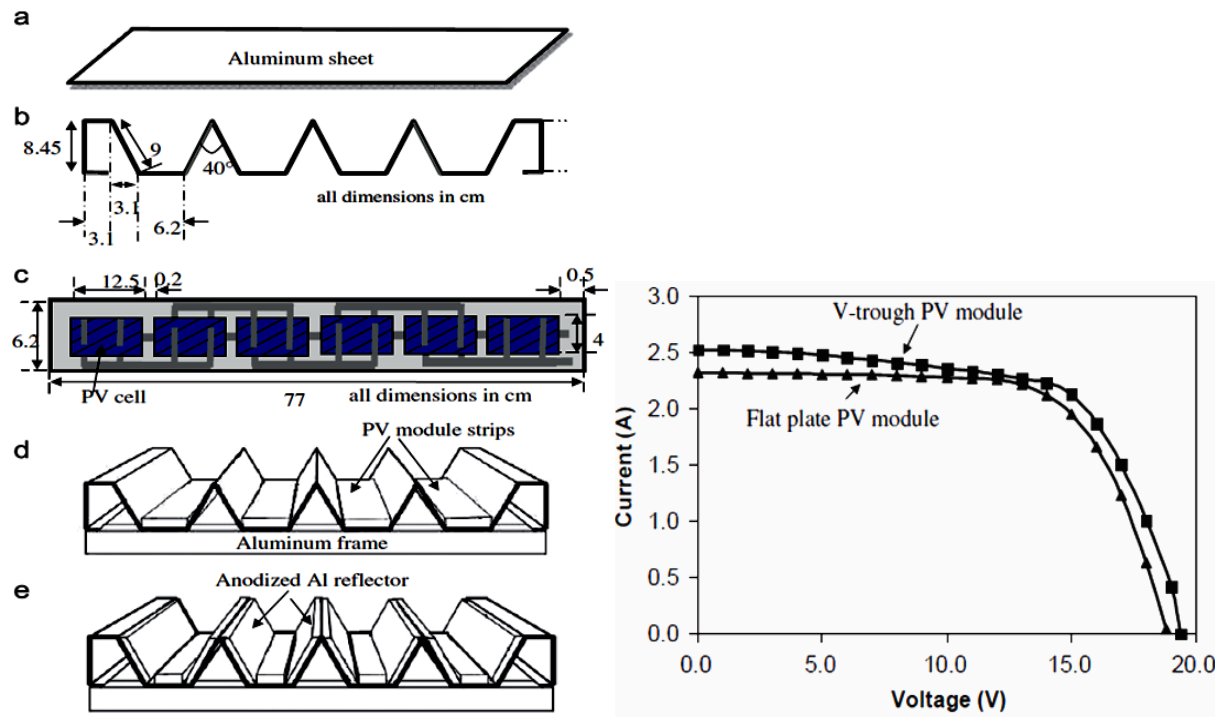 a
Aluminum sheet
b
8.45
9
40°
all dimensions in cm
3.1
6.2
3.1
c
12.5
0.2
0.5
6.2
4
PV cell
77
all dimensions in cm
d
PV module strips
Aluminum frame
e
Anodized Al reflector
3.0
2.5
2.0
1.5
1.0
0.5
0.0
Current (A)
V-trough PV module
Flat plate PV module
0.0
5.0
10.0
15.0
20.0
Voltage (V)